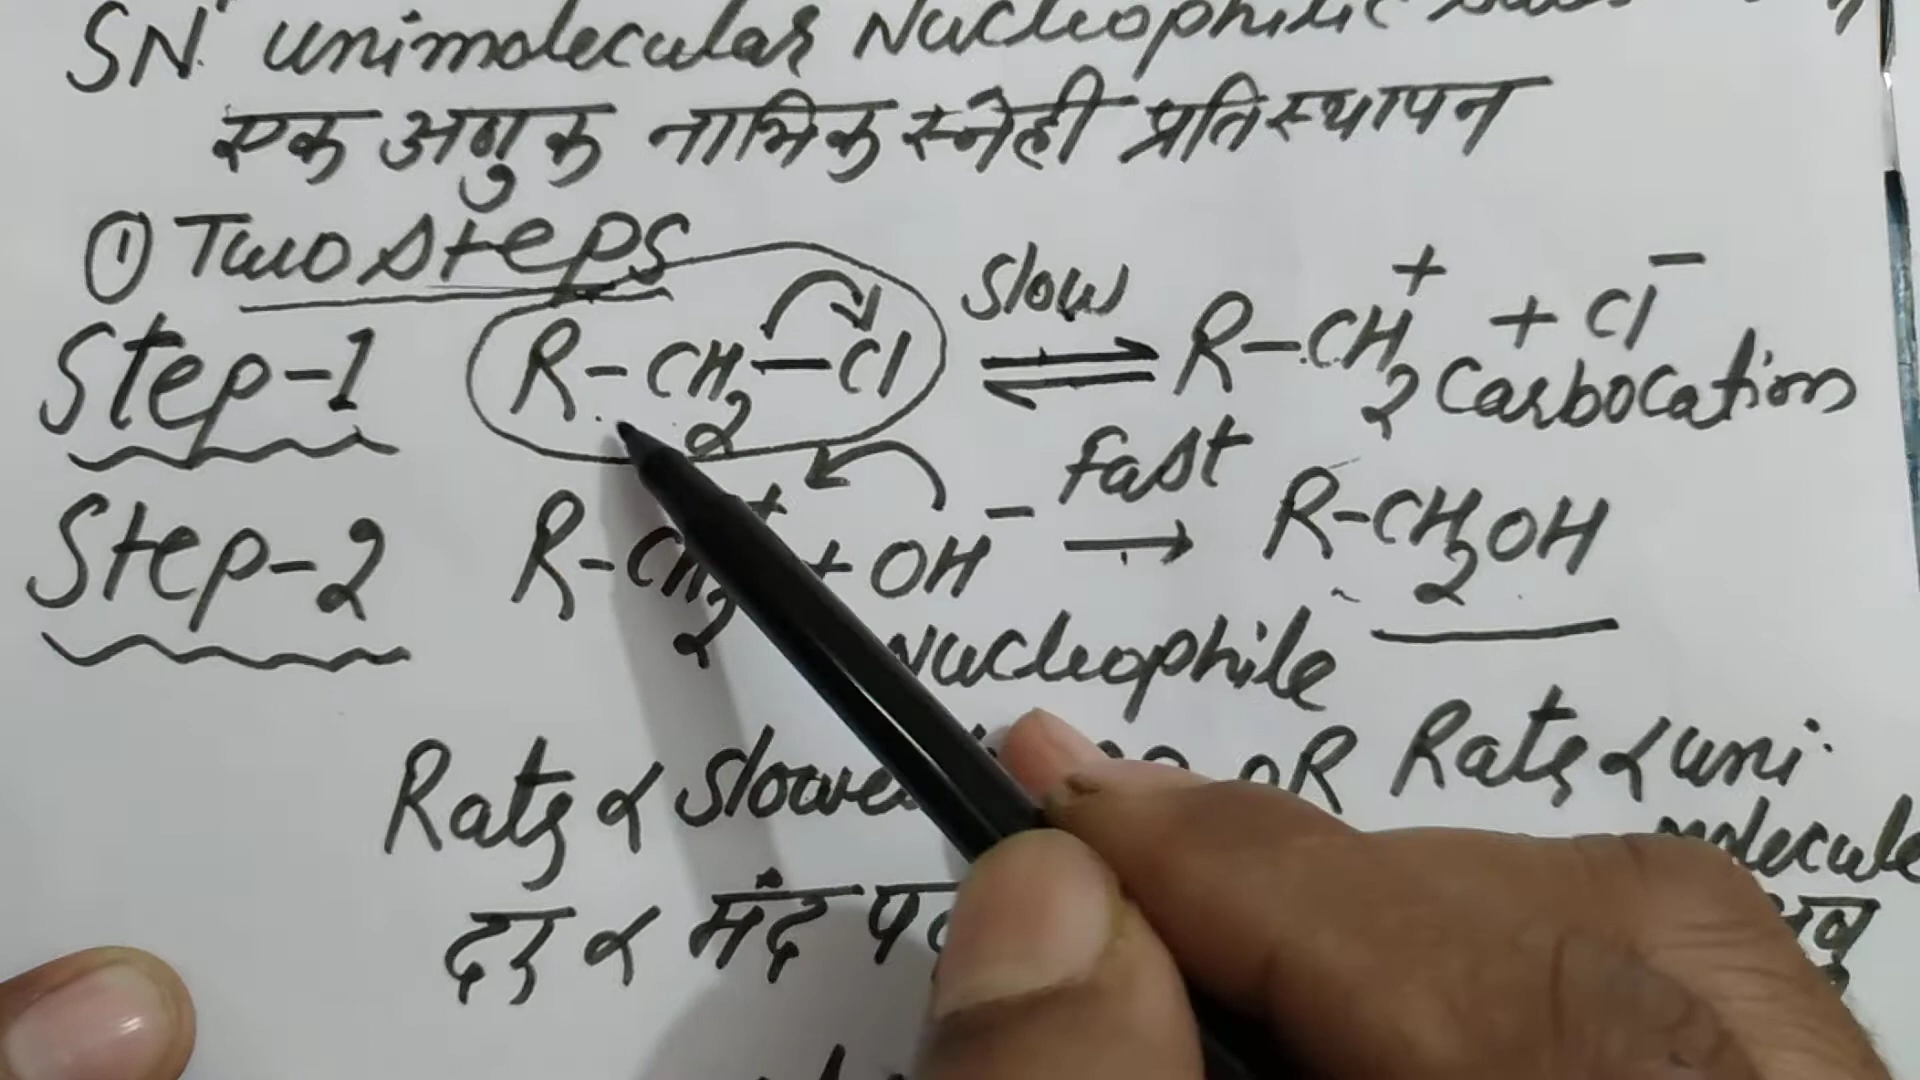 SN¹ unimolecular Nucleophilic
एक अणुक नाभिक स्नेही प्रतिस्थापन
① Two steps
Step-1 R-CH₂-Cl Slow ⇌ R-CH₂⁺ + Cl⁻
Carbocation
Step-2 R-CH₂⁺ + OH⁻ Fast → R-CH₂OH
Nucleophile
Rate ∝ Slowe OR Rate ∝ uni
molecule
दर ∝ मंद